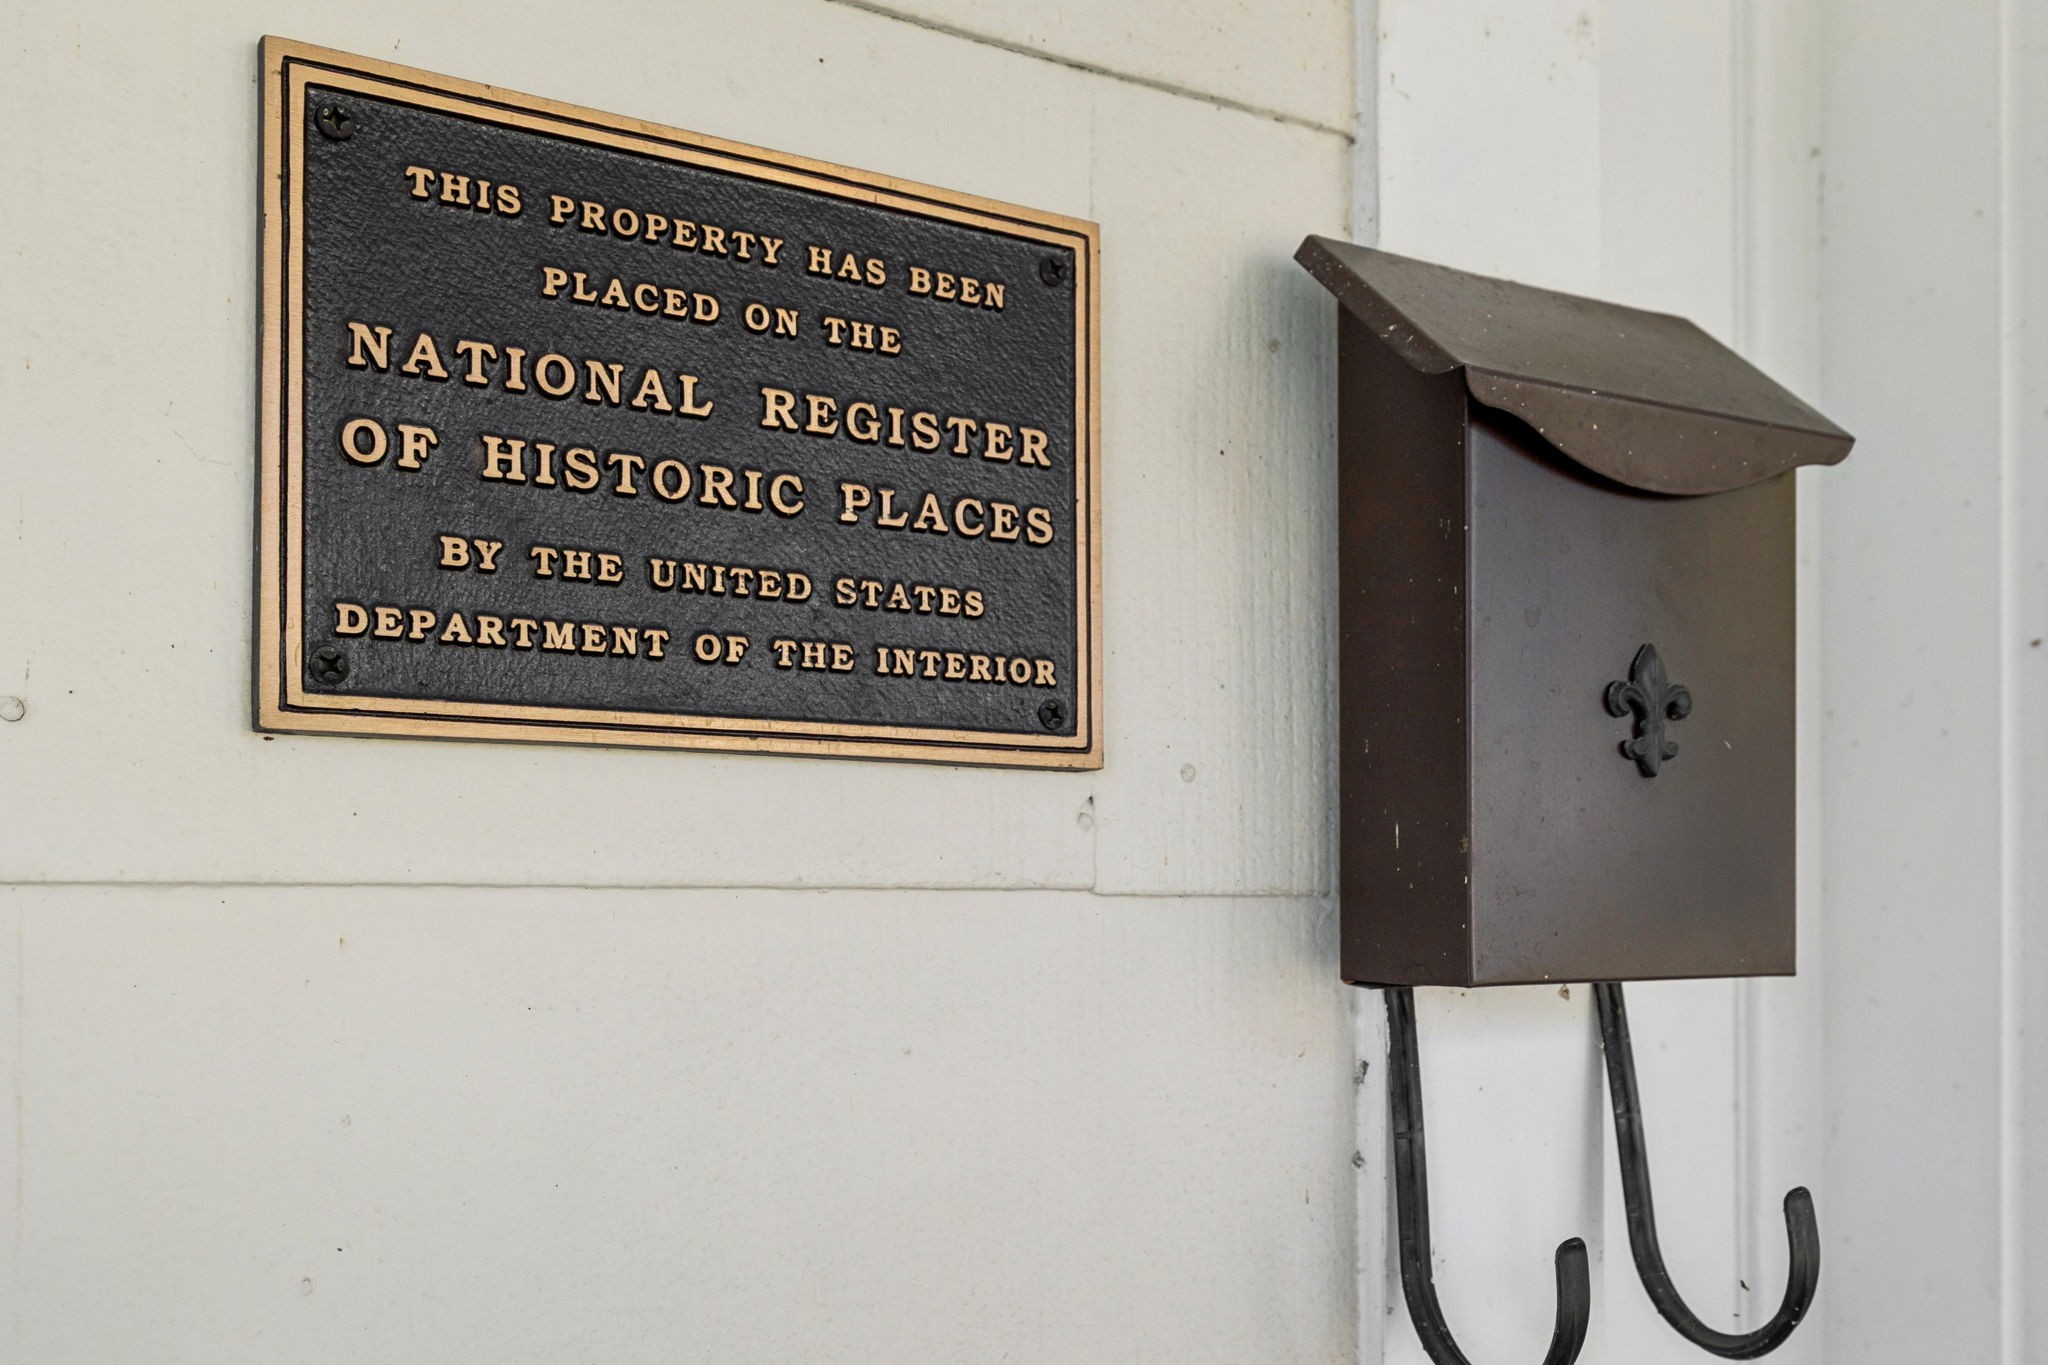 THIS PROPERTY HAS BEEN
PLACED ON THE
NATIONAL REGISTER
OF HISTORIC PLACES
BY THE UNITED STATES
DEPARTMENT OF THE INTERIOR